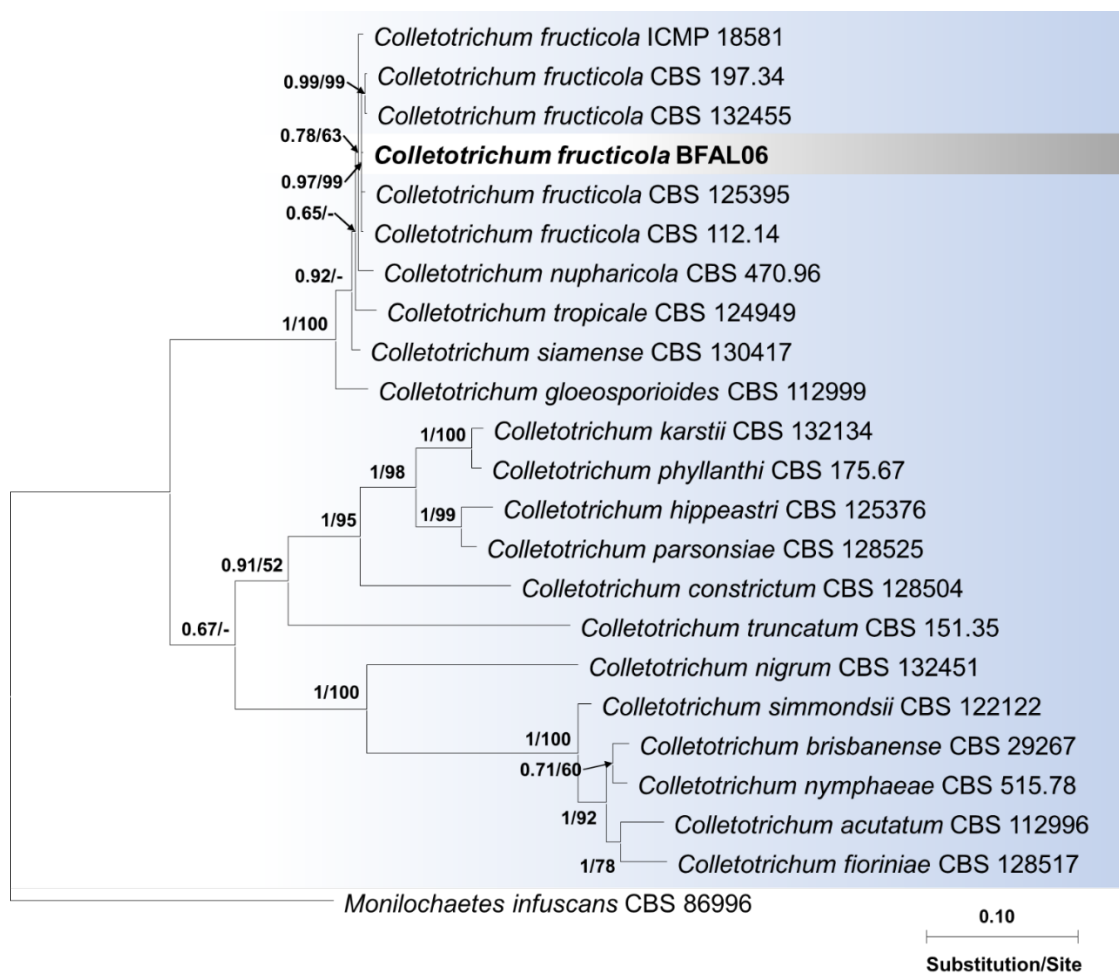 Colletotrichum fructicola ICMP 18581
0.99/99
Colletotrichum fructicola CBS 197.34
Colletotrichum fructicola CBS 132455
0.78/63
Colletotrichum fructicola BFAL06
0.97/99
Colletotrichum fructicola CBS 125395
0.65/-
Colletotrichum fructicola CBS 112.14
0.92/-
Colletotrichum nupharicola CBS 470.96
Colletotrichum tropicale CBS 124949
1/100
Colletotrichum siamense CBS 130417
Colletotrichum gloeosporioides CBS 112999
1/100
Colletotrichum karstii CBS 132134
1/98
Colletotrichum phyllanthi CBS 175.67
1/99
Colletotrichum hippeastri CBS 125376
1/95
Colletotrichum parsonsiae CBS 128525
0.91/52
Colletotrichum constrictum CBS 128504
0.67/-
Colletotrichum truncatum CBS 151.35
1/100
Colletotrichum nigrum CBS 132451
Colletotrichum simmondsii CBS 122122
1/100
Colletotrichum brisbanense CBS 29267
0.71/60
Colletotrichum nymphaeae CBS 515.78
1/92
Colletotrichum acutatum CBS 112996
1/78
Colletotrichum fioriniae CBS 128517
Monilochaetes infuscans CBS 86996
0.10
Substitution/Site